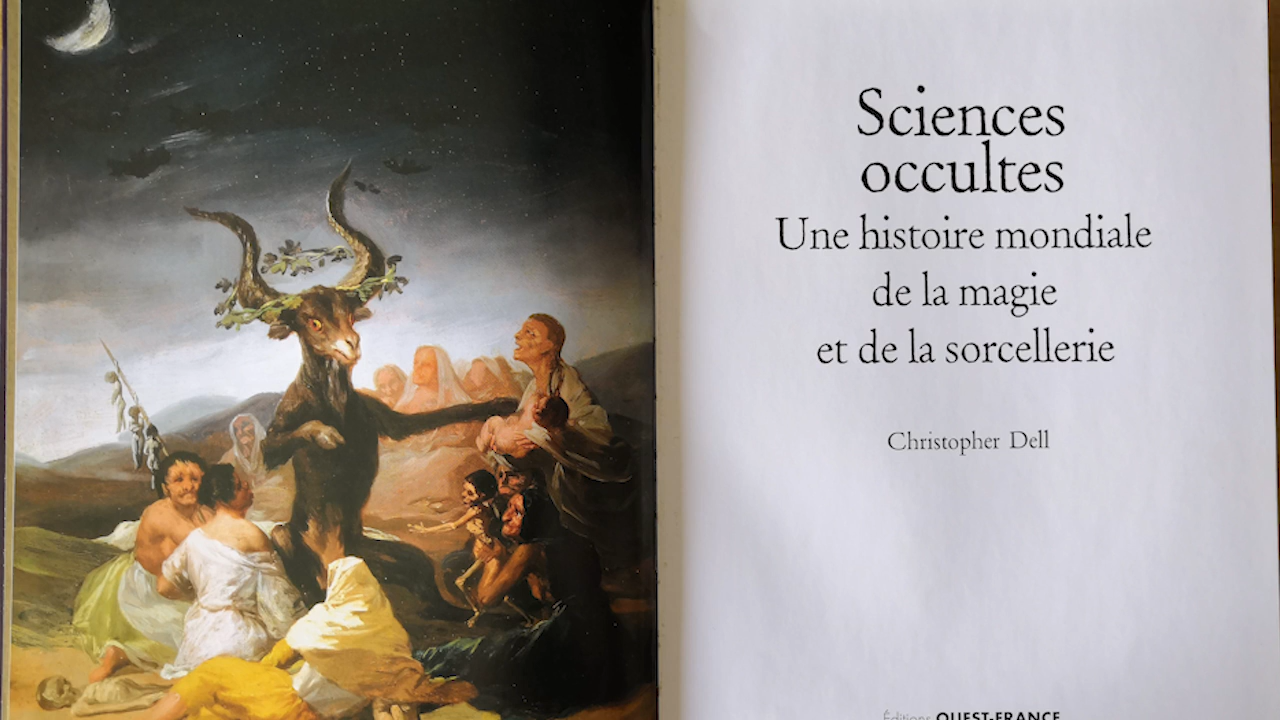 Sciences
occultes
Une histoire mondiale
de la magie
et de la sorcellerie
Christopher Dell
Éditions OUEST-FRANCE